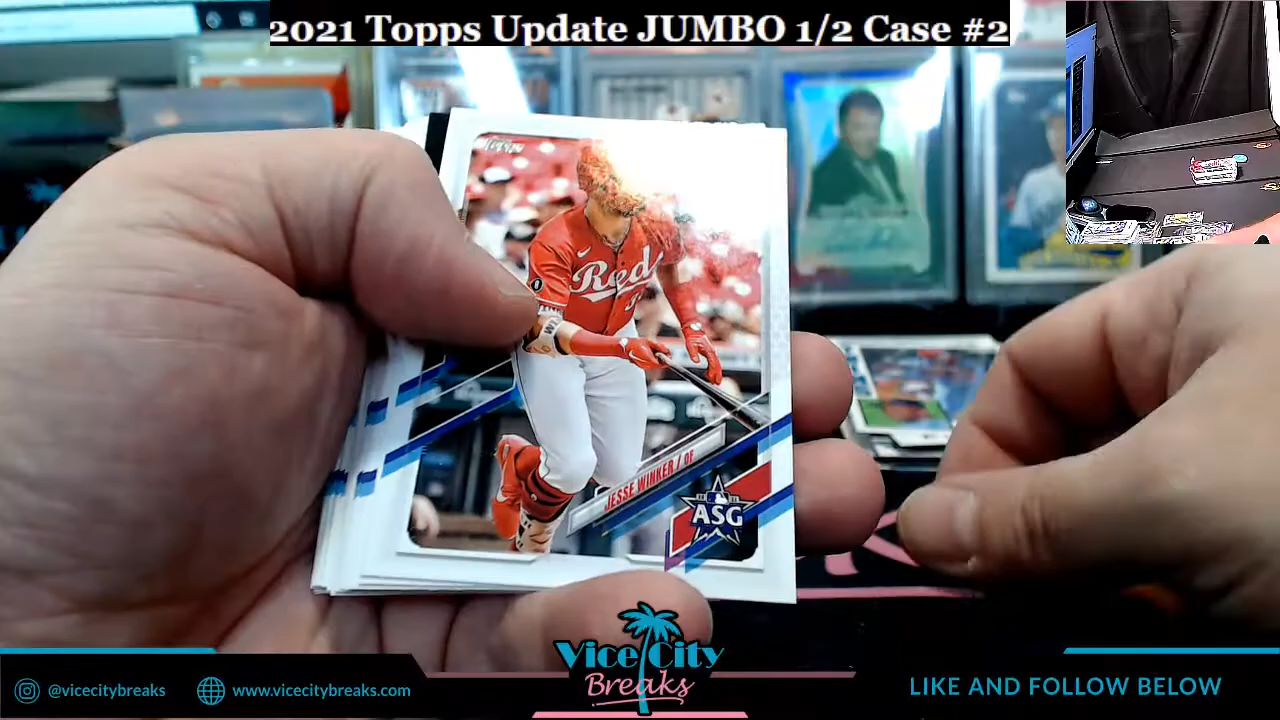 2021 Topps Update JUMBO 1/2 Case #2
Topps
Reds
JESSE WINKER / OF
ASG
Vice City
Breaks
@vicecitybreaks
www.vicecitybreaks.com
LIKE AND FOLLOW BELOW